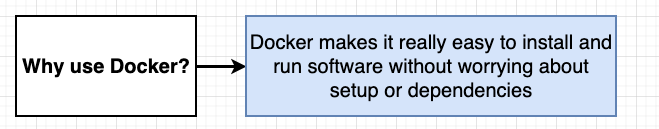 Why use Docker?
Docker makes it really easy to install and
run software without worrying about
setup or dependencies